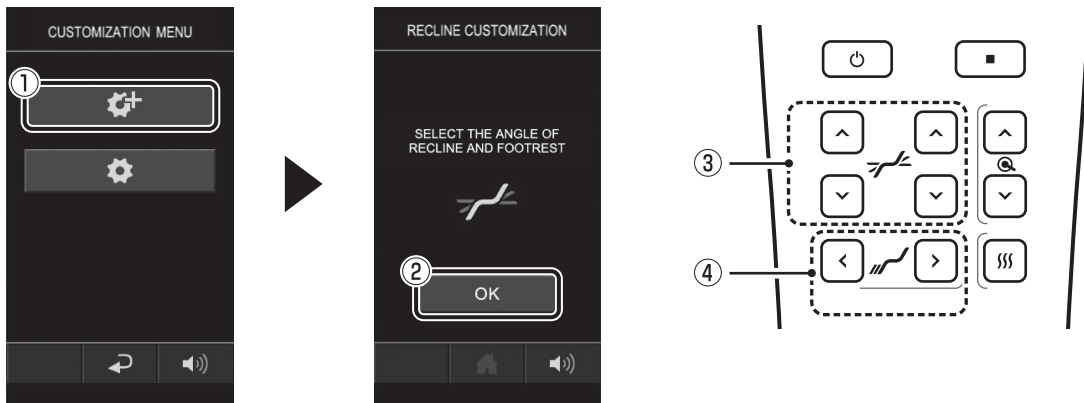 CUSTOMIZATION MENU
①
RECLINE CUSTOMIZATION
SELECT THE ANGLE OF
RECLINE AND FOOTREST
②
OK
③
④